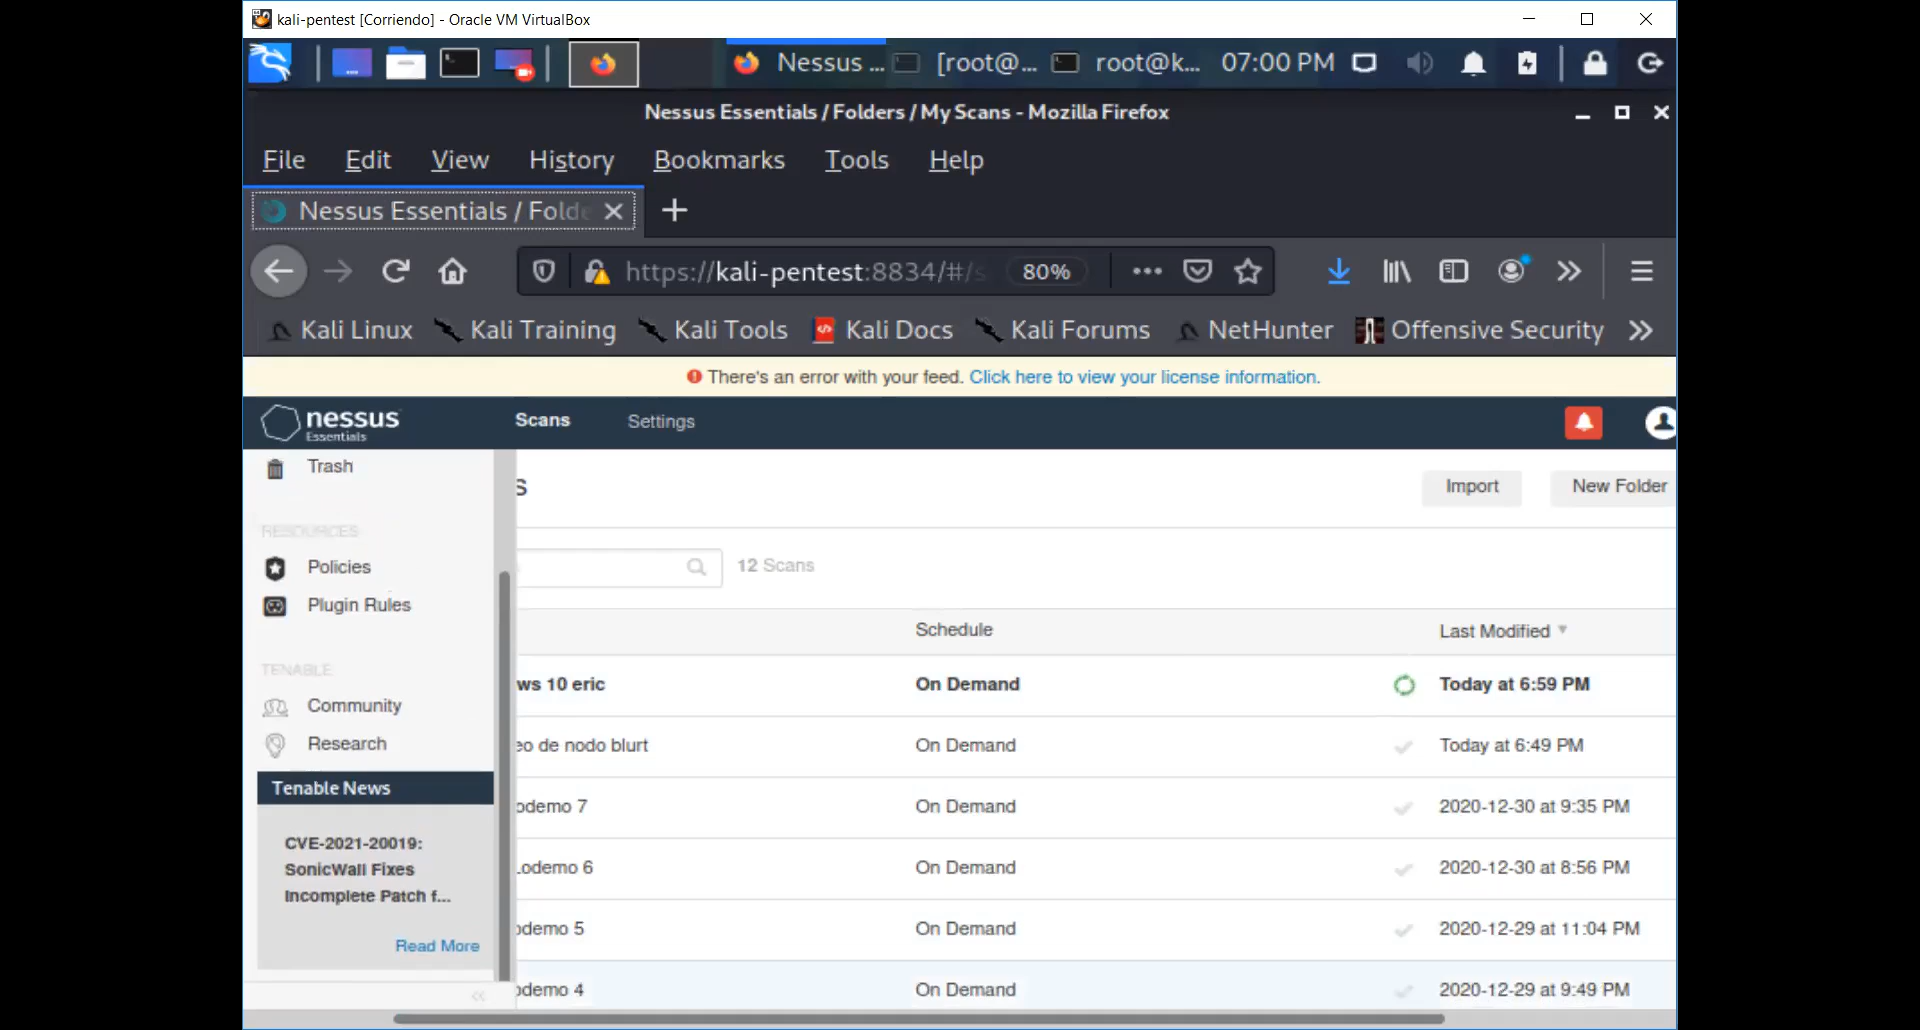 kali-pentest [Corriendo] - Oracle VM VirtualBox
Nessus ... [root@... root@k... 07:00 PM
Nessus Essentials / Folders / My Scans - Mozilla Firefox
File Edit View History Bookmarks Tools Help
Nessus Essentials / Folde
https://kali-pentest:8834/#/s 80%
Kali Linux Kali Training Kali Tools Kali Docs Kali Forums NetHunter Offensive Security
There's an error with your feed. Click here to view your license information.
nessus Essentials Scans Settings
Trash
s Import New Folder
RESOURCES
Policies
12 Scans
Plugin Rules
Schedule Last Modified
TENABLE
ws 10 eric On Demand Today at 6:59 PM
Community
Research
eo de nodo blurt On Demand Today at 6:49 PM
Tenable News
odemo 7 On Demand 2020-12-30 at 9:35 PM
CVE-2021-20019:
SonicWall Fixes
Incomplete Patch f...
odemo 6 On Demand 2020-12-30 at 8:56 PM
Read More
odemo 5 On Demand 2020-12-29 at 11:04 PM
odemo 4 On Demand 2020-12-29 at 9:49 PM